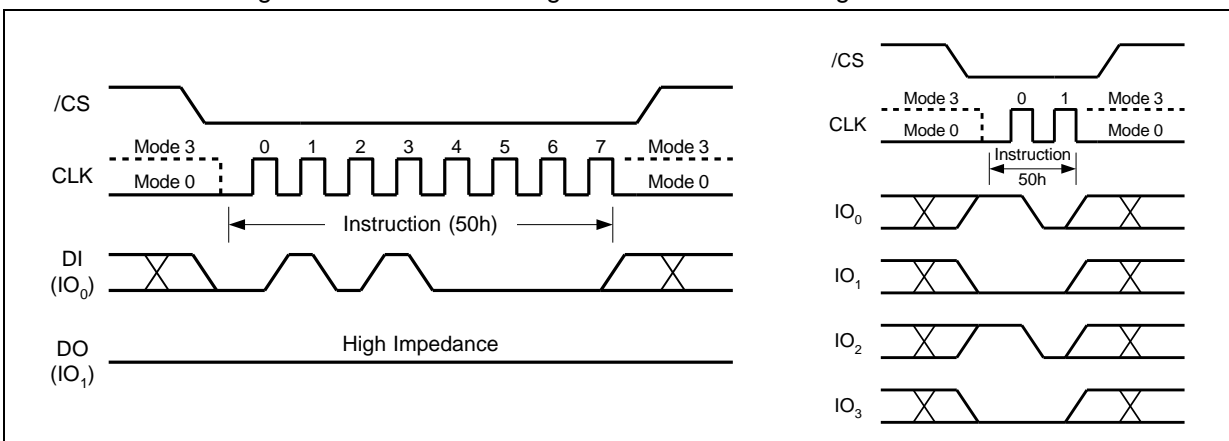 /CS
Mode 3 0 1 2 3 4 5 6 7 Mode 3
CLK
Mode 0 Mode 0
Instruction (50h)
DI
(IO0)
DO
(IO1)
High Impedance
/CS
Mode 3 0 1 Mode 3
CLK
Mode 0 Mode 0
Instruction
50h
IO0
IO1
IO2
IO3